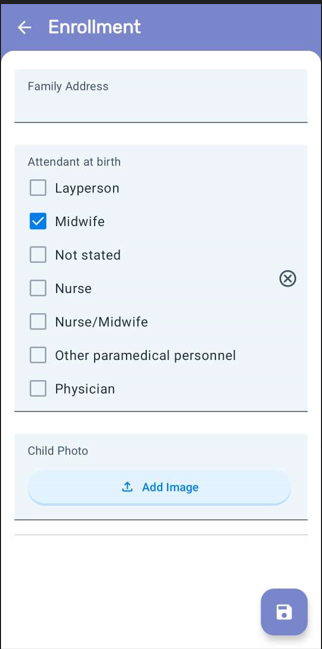 Enrollment
Family Address
Attendant at birth
Layperson
Midwife
Not stated
Nurse
Nurse/Midwife
Other paramedical personnel
Physician
Child Photo
Add Image